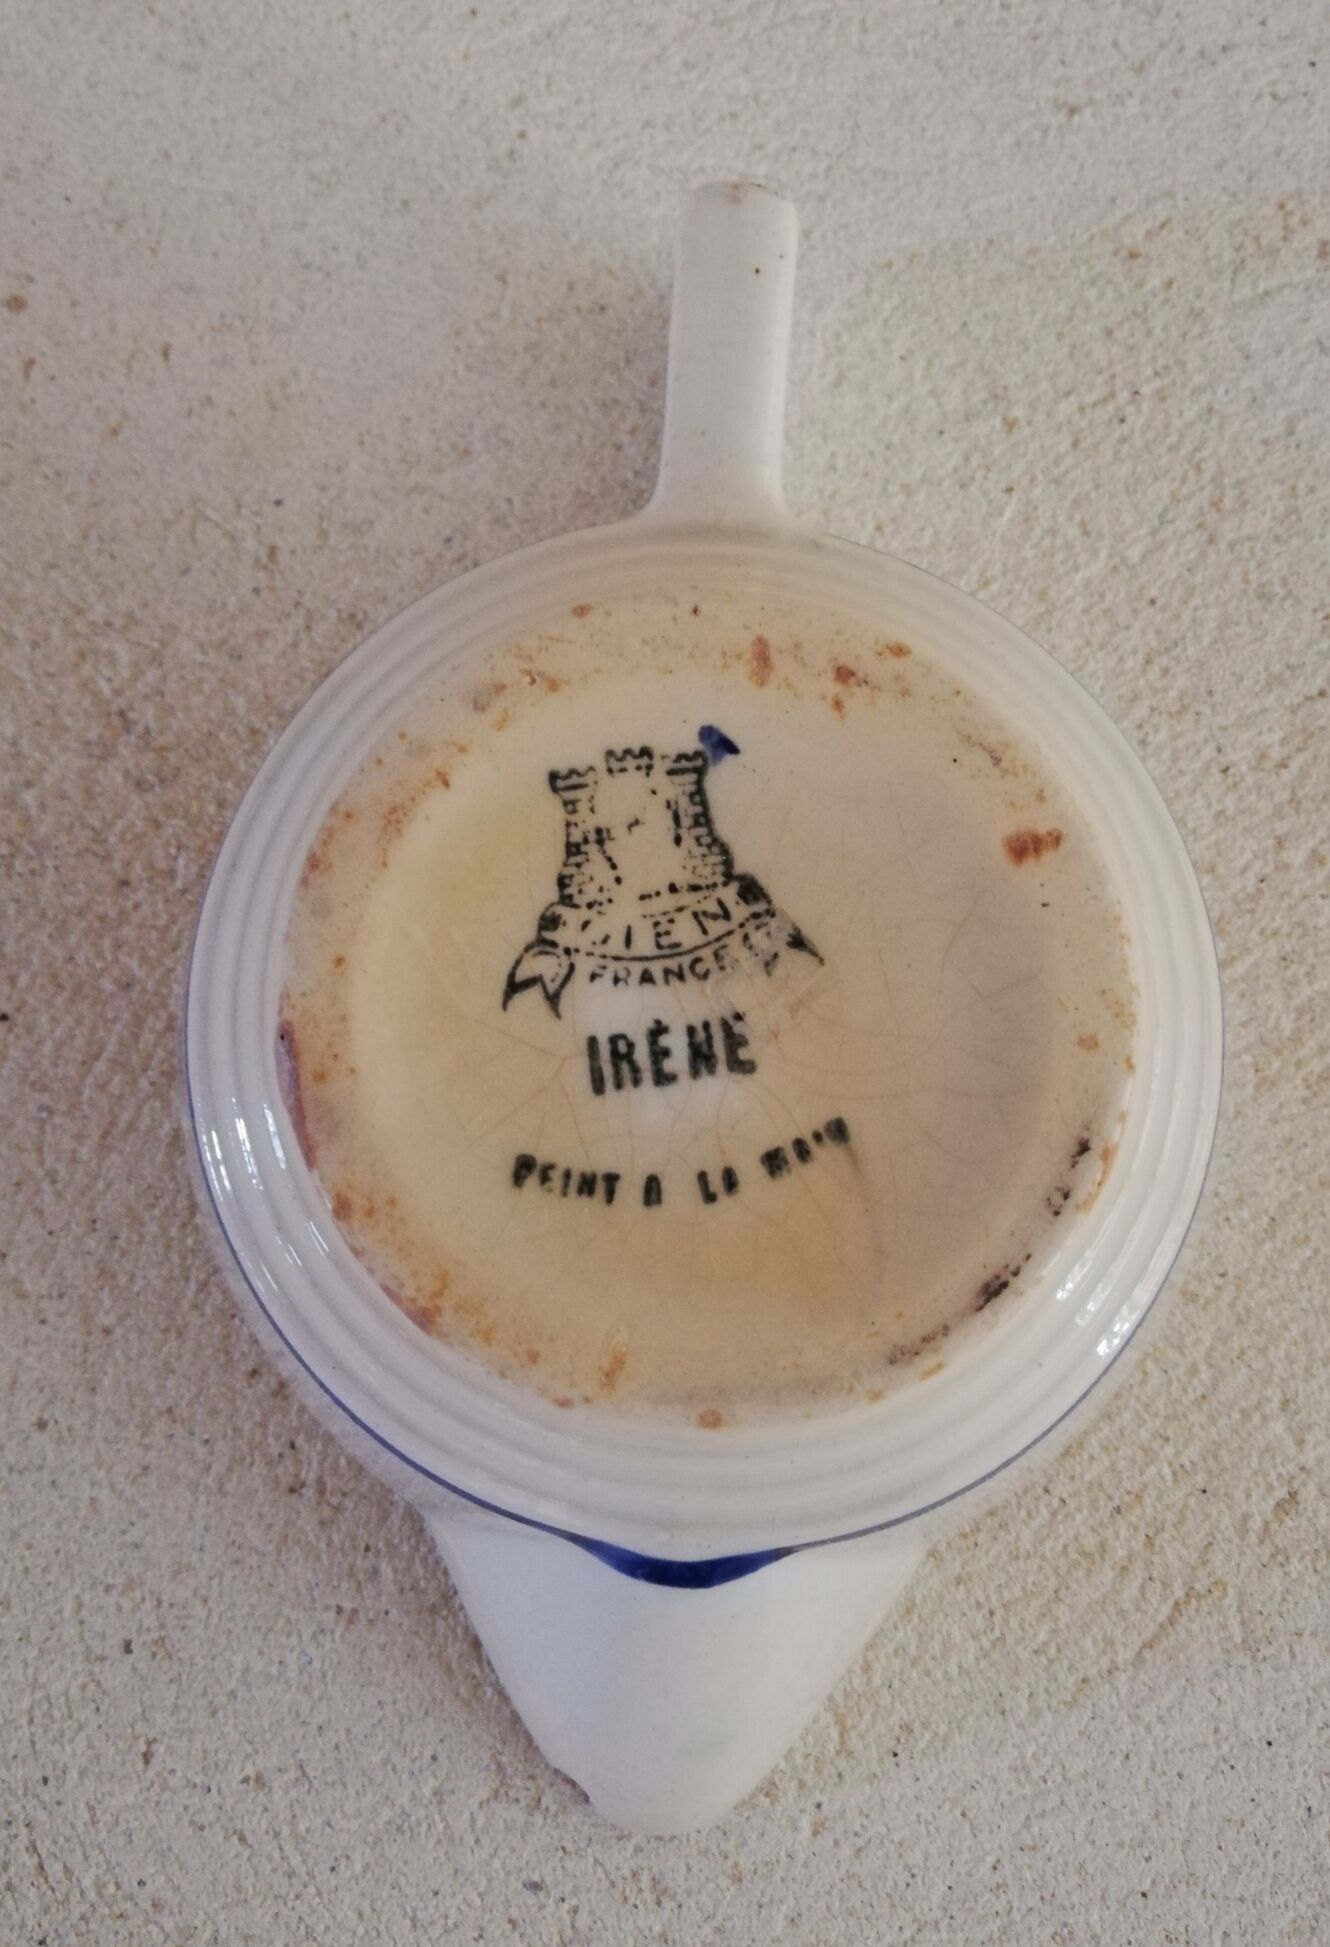 GIEN
FRANCE
IRÈNE
PEINT A LA MAIN